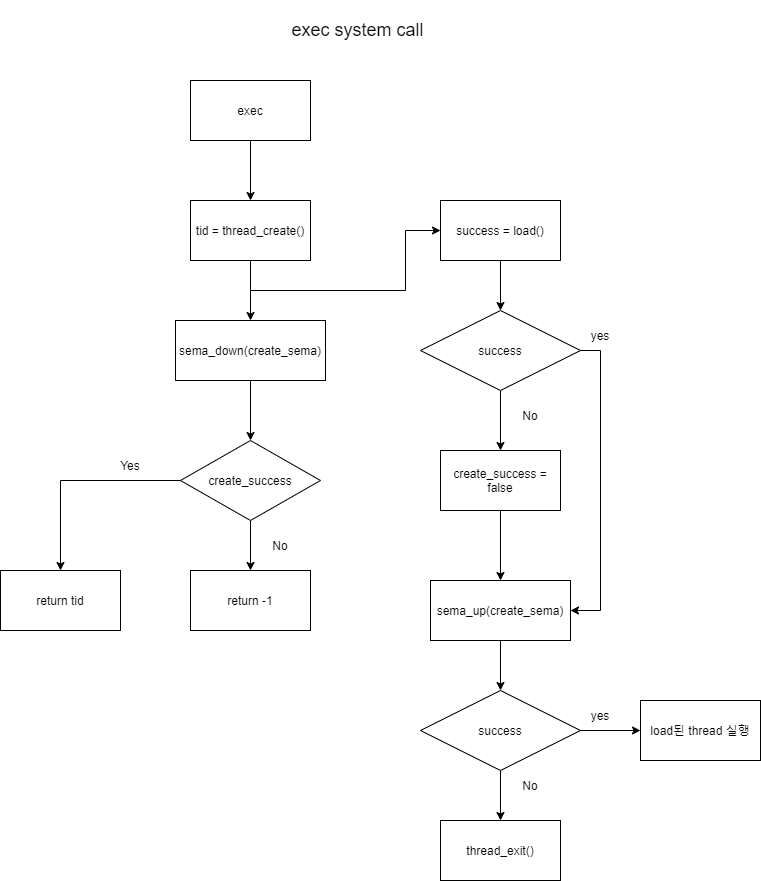 exec system call
exec
tid = thread_create()
success = load()
sema_down(create_sema)
success
yes
No
create_success
Yes
No
create_success =
false
return tid
return -1
sema_up(create_sema)
success
yes
load된 thread 실행
No
thread_exit()